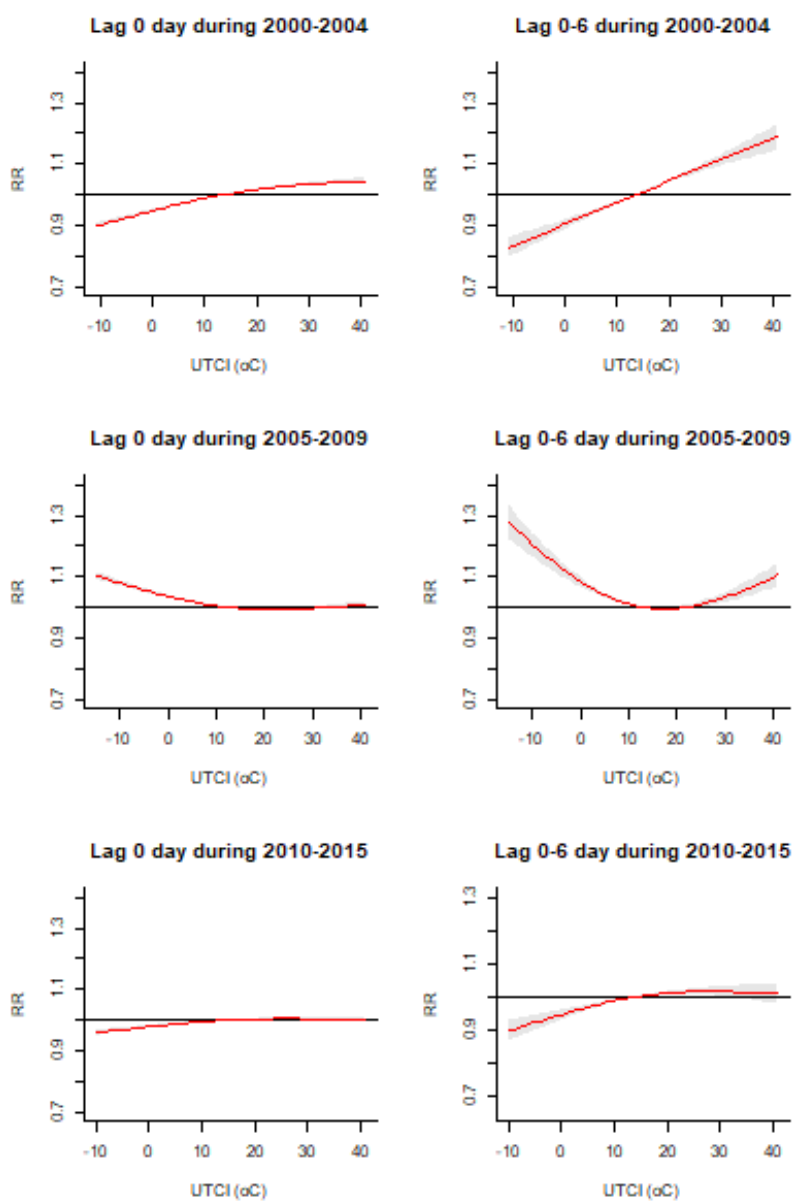 Lag 0 day during 2000-2004
Lag 0-6 during 2000-2004
RR
1.3
1.1
0.9
0.7
-10 0 10 20 30 40
UTCI (oC)
RR
1.3
1.1
0.9
0.7
-10 0 10 20 30 40
UTCI (oC)
Lag 0 day during 2005-2009
Lag 0-6 day during 2005-2009
RR
1.3
1.1
0.9
0.7
-10 0 10 20 30 40
UTCI (oC)
RR
1.3
1.1
0.9
0.7
-10 0 10 20 30 40
UTCI (oC)
Lag 0 day during 2010-2015
Lag 0-6 day during 2010-2015
RR
1.3
1.1
0.9
0.7
-10 0 10 20 30 40
UTCI (oC)
RR
1.3
1.1
0.9
0.7
-10 0 10 20 30 40
UTCI (oC)